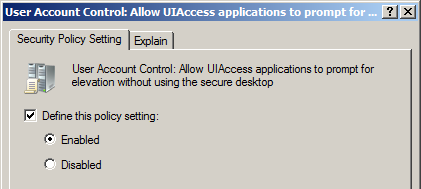 User Account Control: Allow UIAccess applications to prompt for ...
Security Policy Setting Explain
User Account Control: Allow UIAccess applications to prompt for
elevation without using the secure desktop
Define this policy setting:
Enabled
Disabled